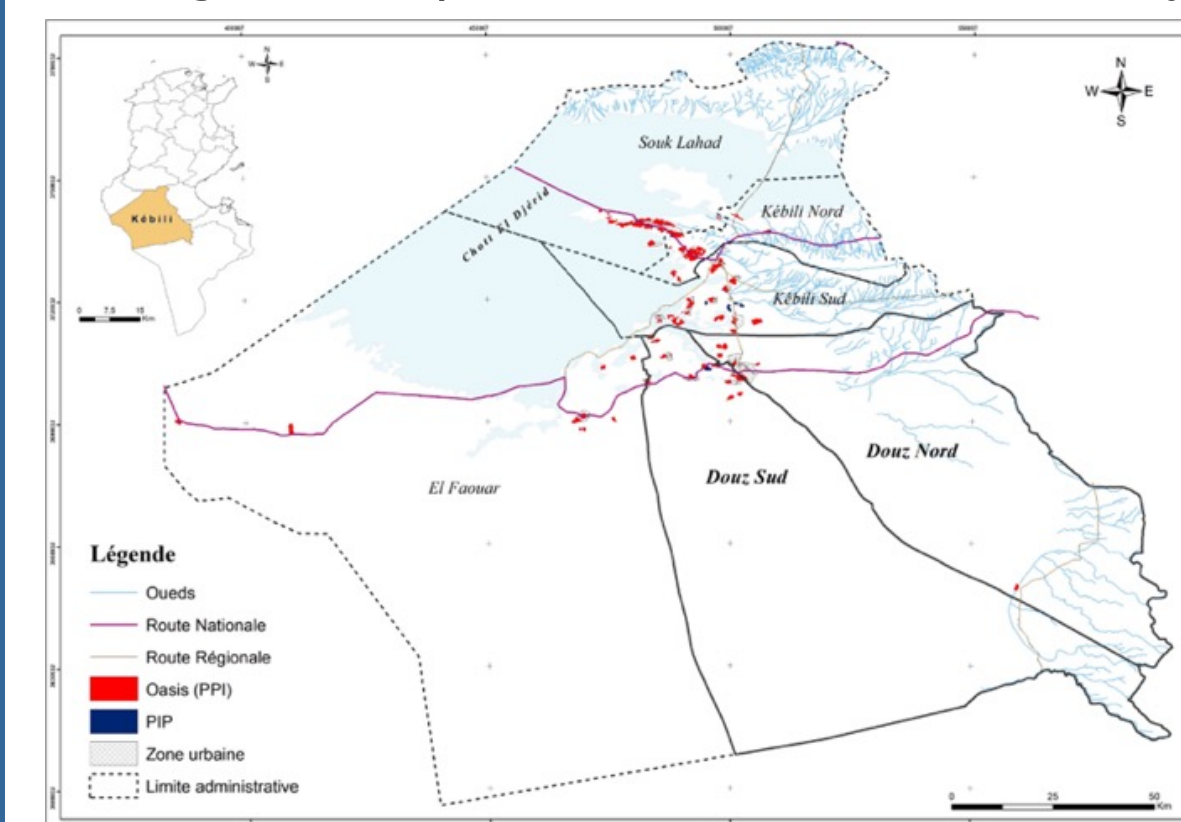 N
W E
S
Kébili
0 7.5 15
Km
N
W E
S
Souk Lahad
Kébili Nord
Chott El Djérid
Kébili Sud
Douz Nord
Douz Sud
El Faouar
Légende
Oueds
Route Nationale
Route Régionale
Oasis (PPI)
PIP
Zone urbaine
Limite administrative
0 25 50
Km